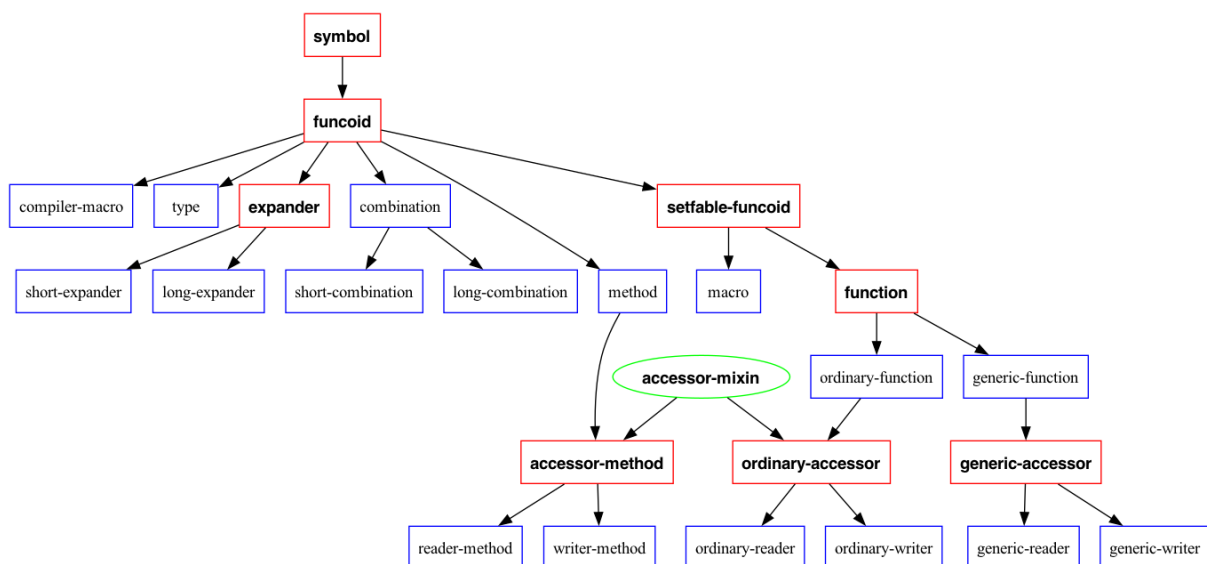 symbol
funcoid
compiler-macro
type
expander
combination
setfable-funcoid
short-expander
long-expander
short-combination
long-combination
method
macro
function
accessor-mixin
ordinary-function
generic-function
accessor-method
ordinary-accessor
generic-accessor
reader-method
writer-method
ordinary-reader
ordinary-writer
generic-reader
generic-writer